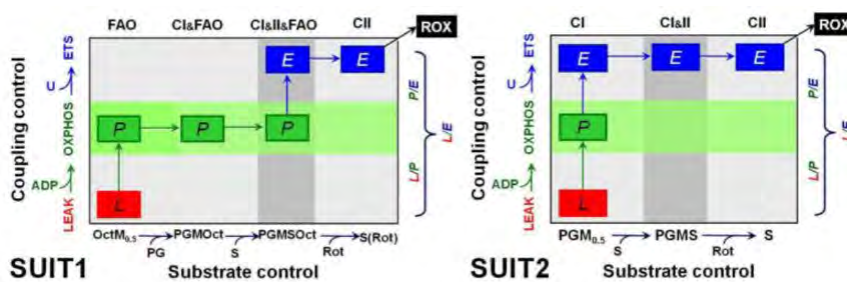 FAO CI&FAO CI&II&FAO CII
ROX
Coupling control
LEAK OXPHOS ETS
ADP U
E E
P P P
L
P/E
L/P
L/E
OctM0.5 PGMOct PGMSOct S(Rot)
PG S Rot
SUIT1 Substrate control
CI CI&II CII
ROX
Coupling control
LEAK OXPHOS ETS
ADP U
E E E
P
L
P/E
L/P
L/E
PGM0.5 PGMS S
S Rot
SUIT2 Substrate control